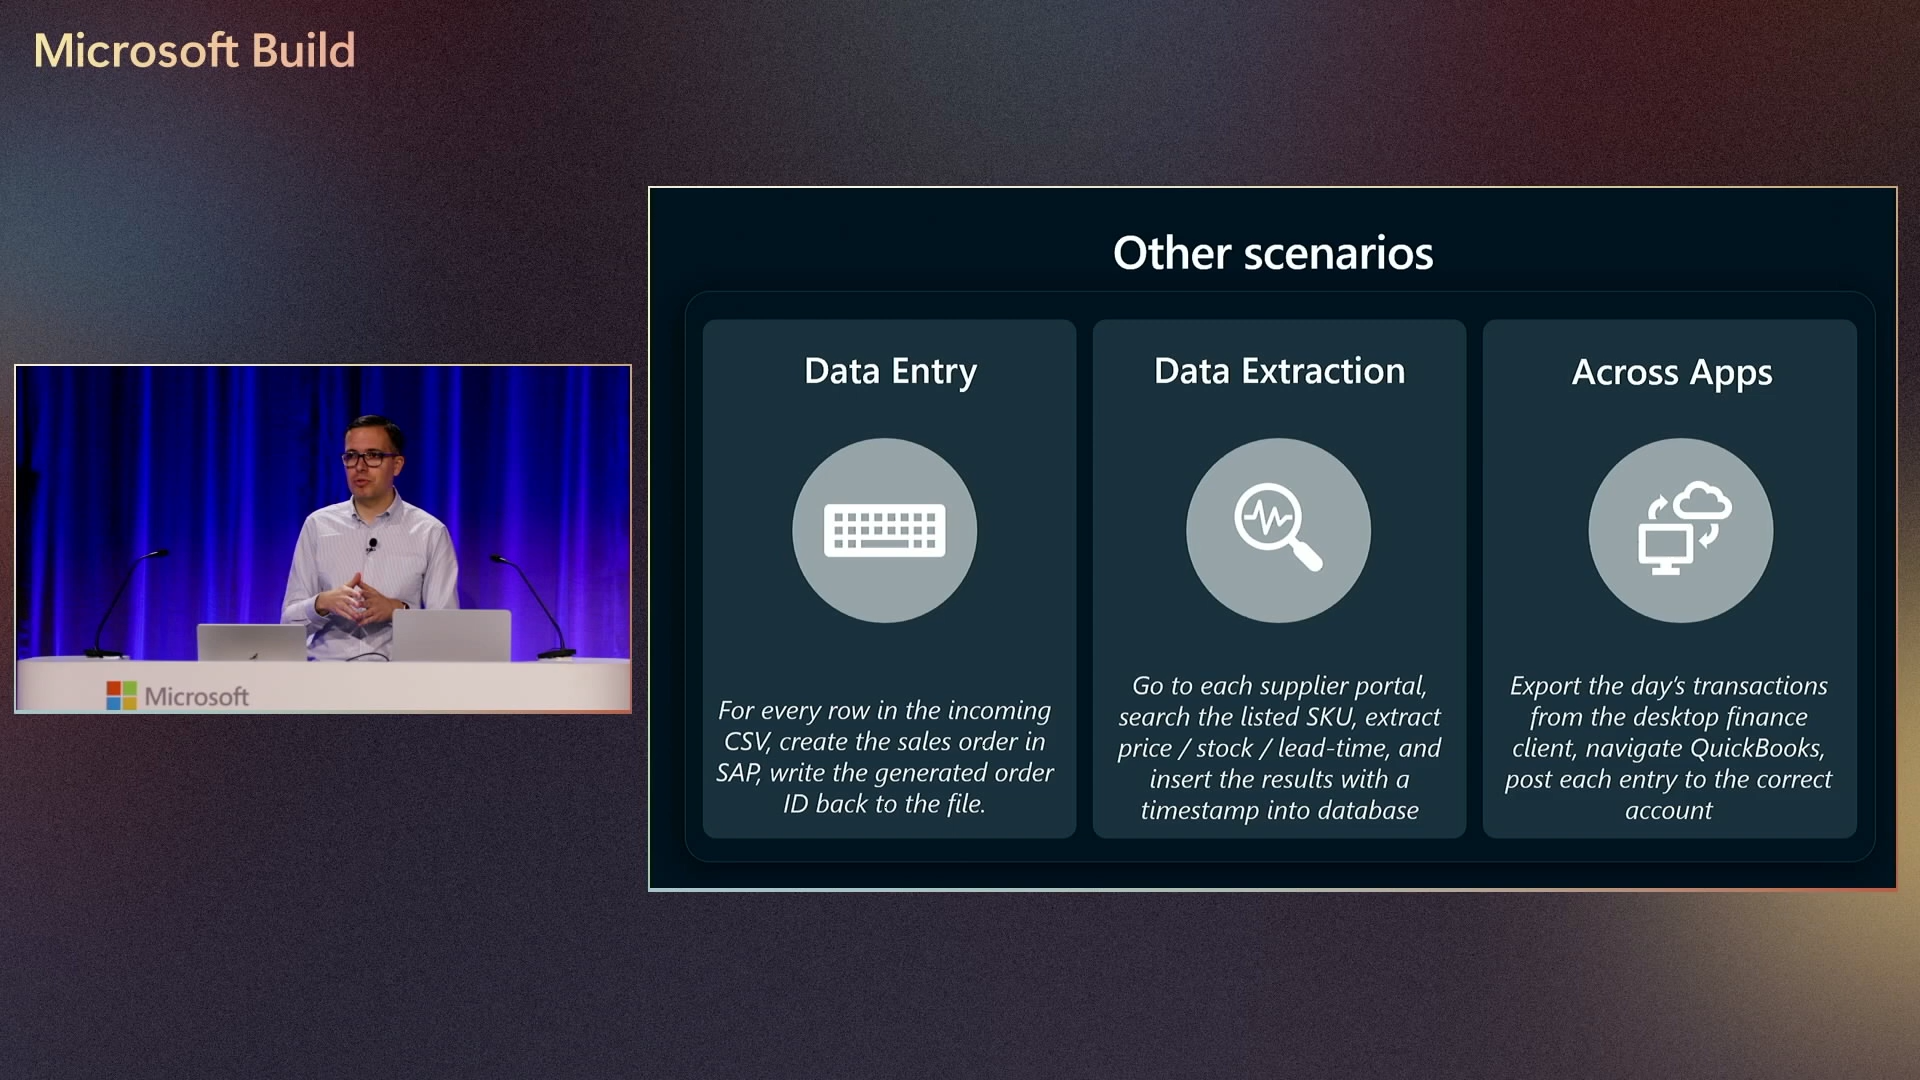 Microsoft Build
Other scenarios
Data Entry
For every row in the incoming
CSV, create the sales order in
SAP, write the generated order
ID back to the file.
Data Extraction
Go to each supplier portal,
search the listed SKU, extract
price / stock / lead-time, and
insert the results with a
timestamp into database
Across Apps
Export the day's transactions
from the desktop finance
client, navigate QuickBooks,
post each entry to the correct
account
Microsoft